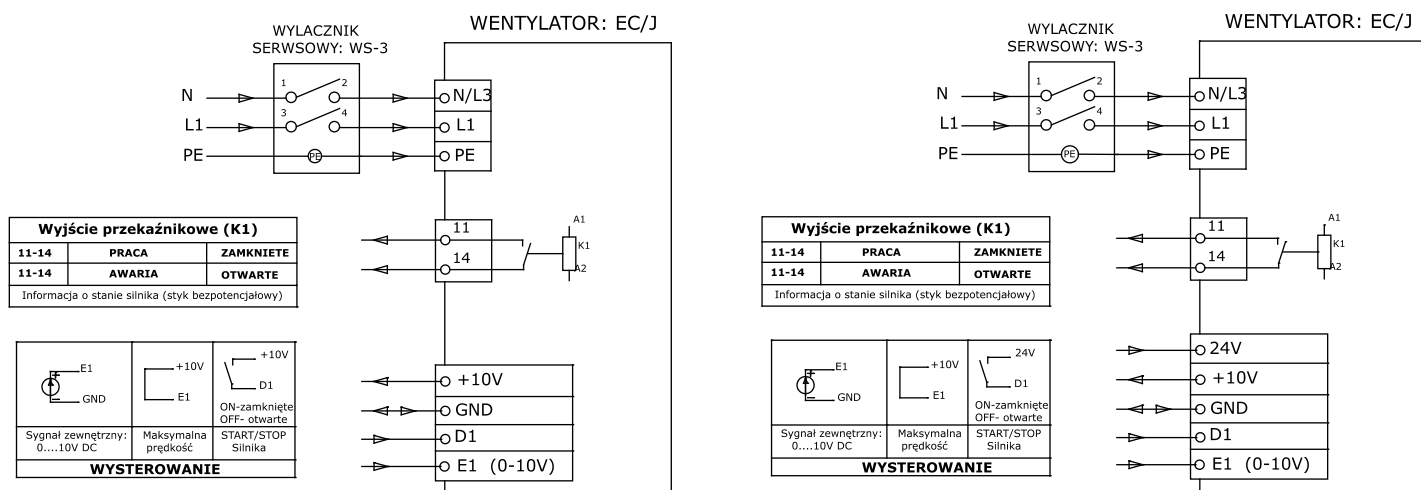 WENTYLATOR: EC/J
WYLACZNIK
SERWSOWY: WS-3
1 2
N N/L3
3 4
L1 L1
PE PE PE
Wyjście przekaźnikowe (K1)
11-14 PRACA ZAMKNIETE
11-14 AWARIA OTWARTE
Informacja o stanie silnika (styk bezpotencjałowy)
11
14
A1
K1
A2
E1
+
-
GND
+10V
E1
+10V
D1
ON-zamknięte
OFF- otwarte
Sygnał zewnętrzny:
0....10V DC
Maksymalna
prędkość
START/STOP
Silnika
WYSTEROWANIE
+10V
GND
D1
E1 (0-10V)
WENTYLATOR: EC/J
WYLACZNIK
SERWSOWY: WS-3
1 2
N N/L3
3 4
L1 L1
PE PE PE
Wyjście przekaźnikowe (K1)
11-14 PRACA ZAMKNIETE
11-14 AWARIA OTWARTE
Informacja o stanie silnika (styk bezpotencjałowy)
11
14
A1
K1
A2
E1
+
-
GND
+10V
E1
24V
D1
ON-zamknięte
OFF- otwarte
Sygnał zewnętrzny:
0....10V DC
Maksymalna
prędkość
START/STOP
Silnika
WYSTEROWANIE
24V
+10V
GND
D1
E1 (0-10V)